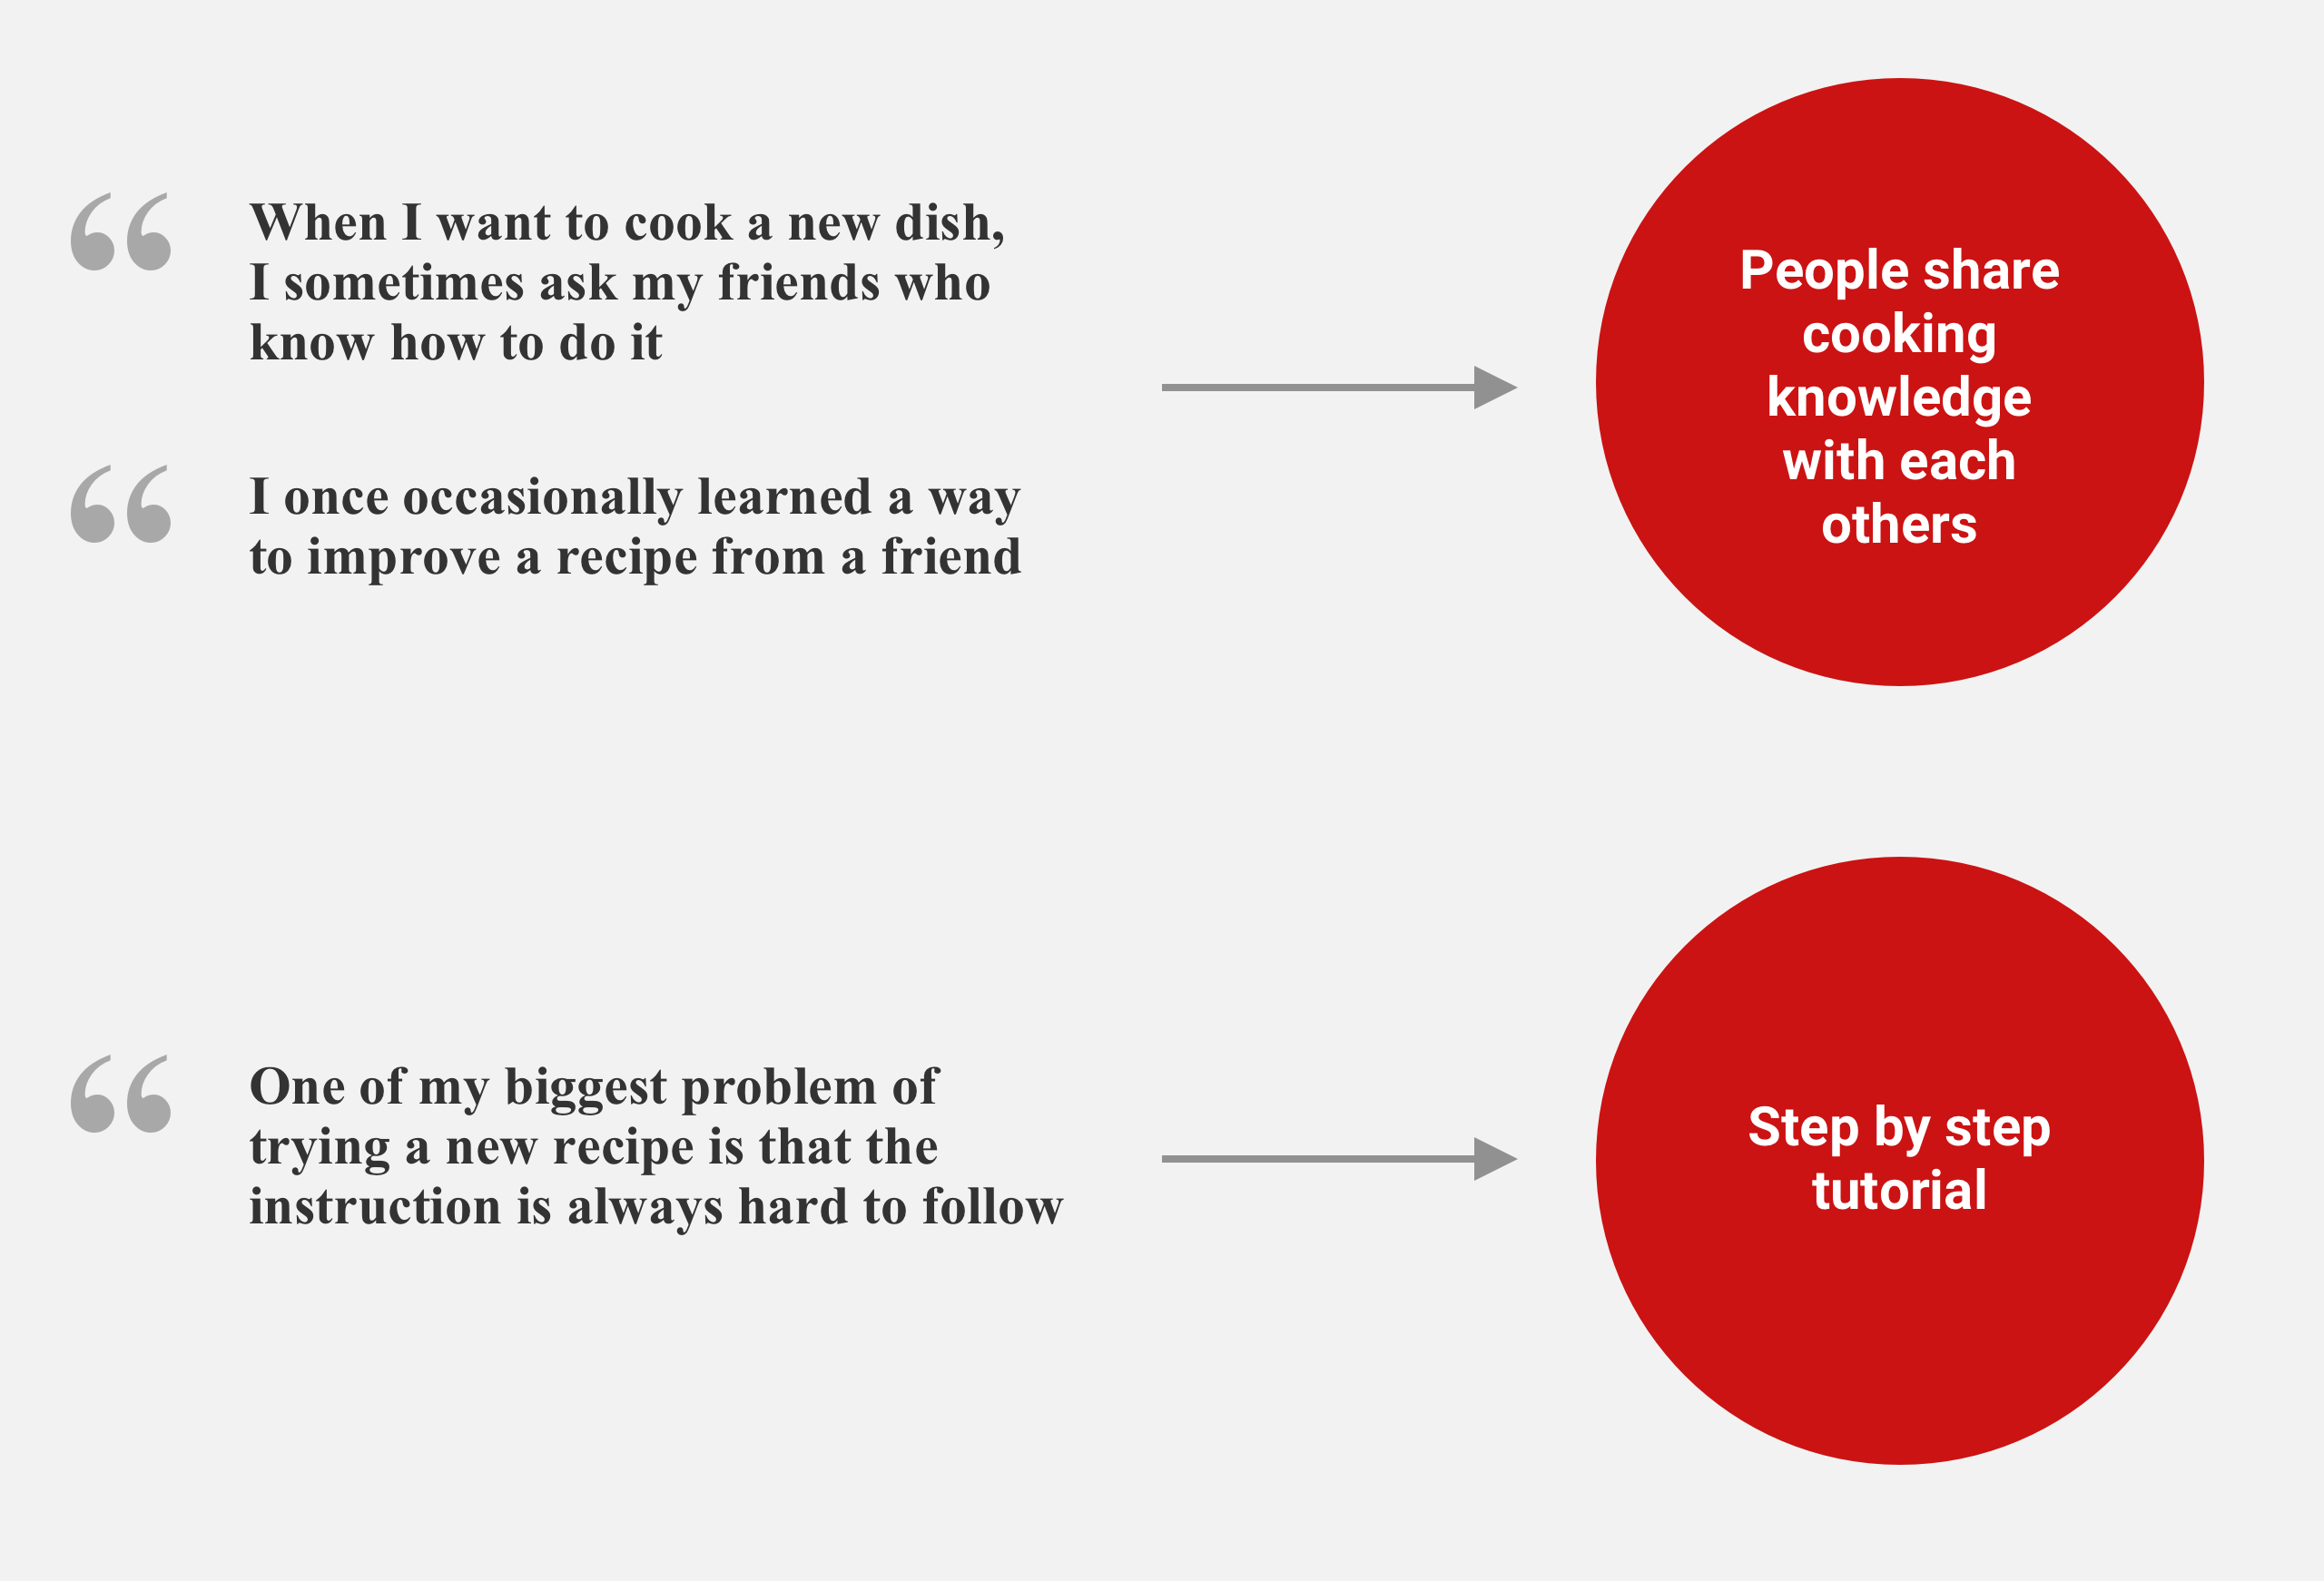 “ When I want to cook a new dish,
I sometimes ask my friends who
know how to do it
“ I once occasionally learned a way
to improve a recipe from a friend
People share
cooking
knowledge
with each
others
“ One of my biggest problem of
trying a new recipe is that the
instruction is always hard to follow
Step by step
tutorial